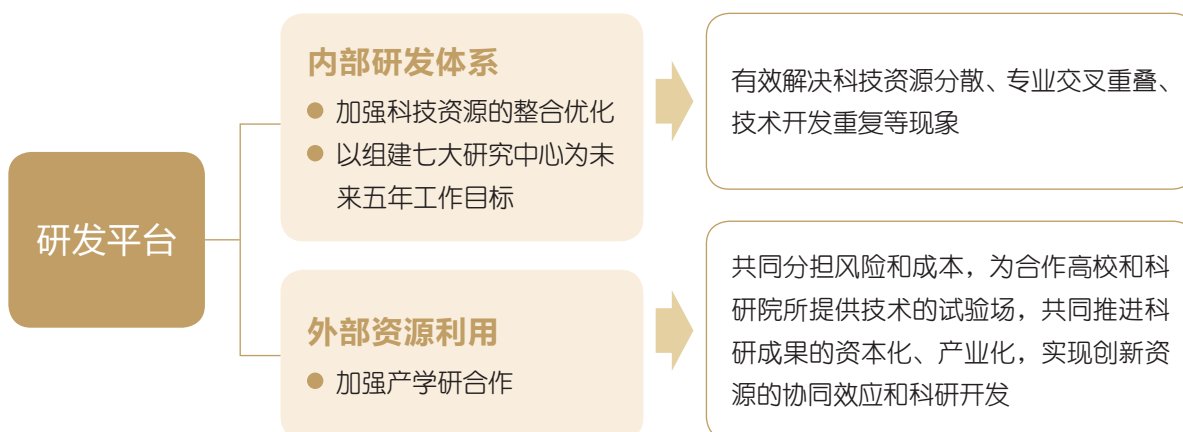 研发平台
内部研发体系
● 加强科技资源的整合优化
● 以组建七大研究中心为未
来五年工作目标
有效解决科技资源分散、专业交叉重叠、
技术开发重复等现象
外部资源利用
● 加强产学研合作
共同分担风险和成本，为合作高校和科
研院所提供技术的试验场，共同推进科
研成果的资本化、产业化，实现创新资
源的协同效应和科研开发